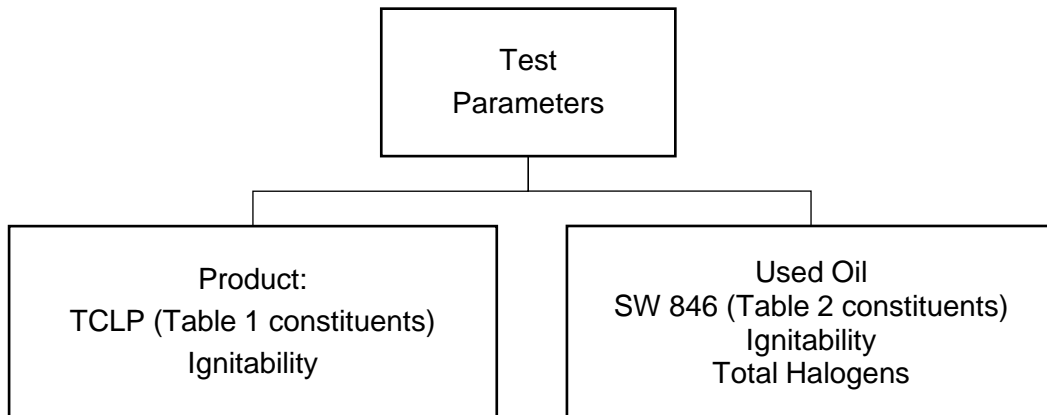 Test
Parameters
Product:
TCLP (Table 1 constituents)
Ignitability
Used Oil
SW 846 (Table 2 constituents)
Ignitability
Total Halogens